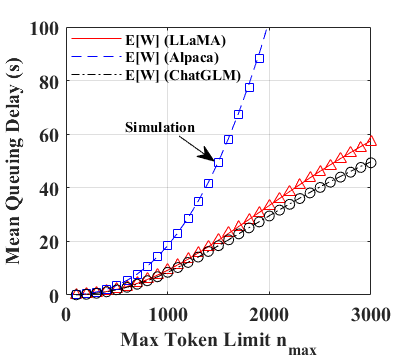 100
80
60
40
20
0
Mean Queuing Delay (s)
E[W] (LLaMA)
E[W] (Alpaca)
E[W] (ChatGLM)
Simulation
0 1000 2000 3000
Max Token Limit n_max